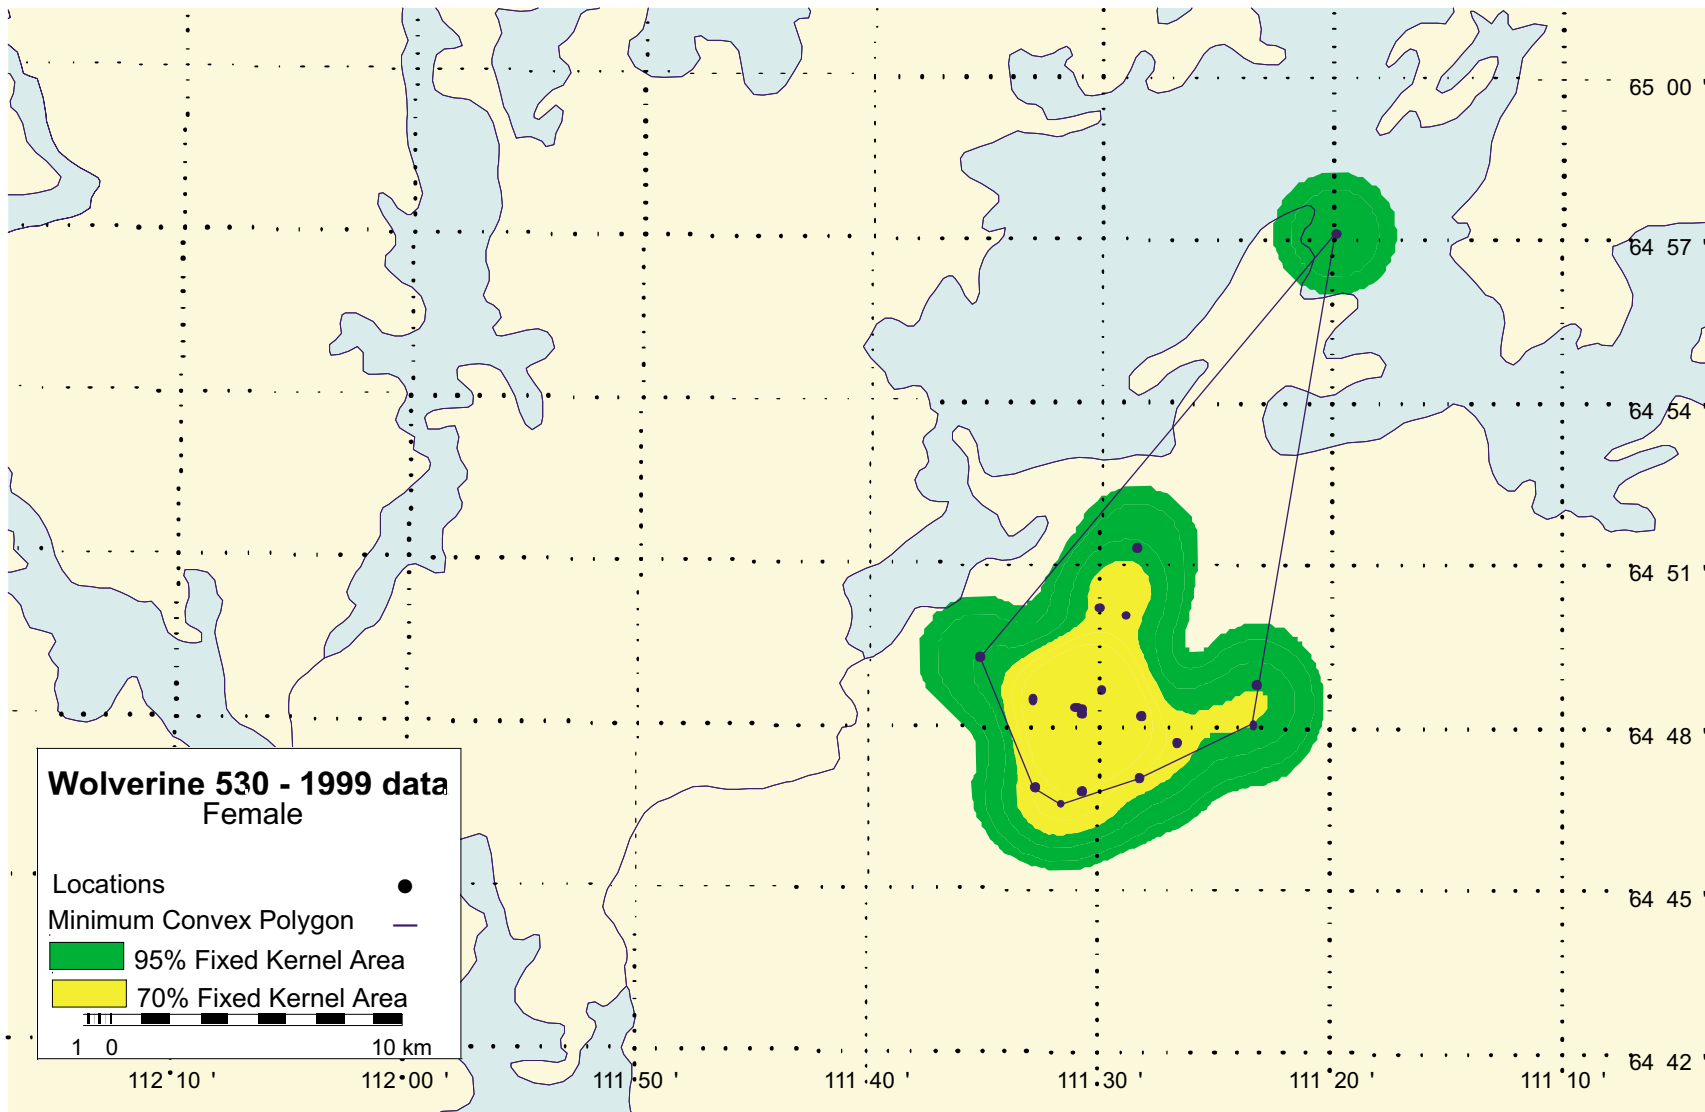 65 00 '
64 57 '
64 54 '
64 51 '
64 48 '
64 45 '
64 42 '
Wolverine 530 - 1999 data
Female
Locations
Minimum Convex Polygon
95% Fixed Kernel Area
70% Fixed Kernel Area
1 0 10 km
112 10 ' 112 00 ' 111 50 ' 111 40 ' 111 30 ' 111 20 ' 111 10 '